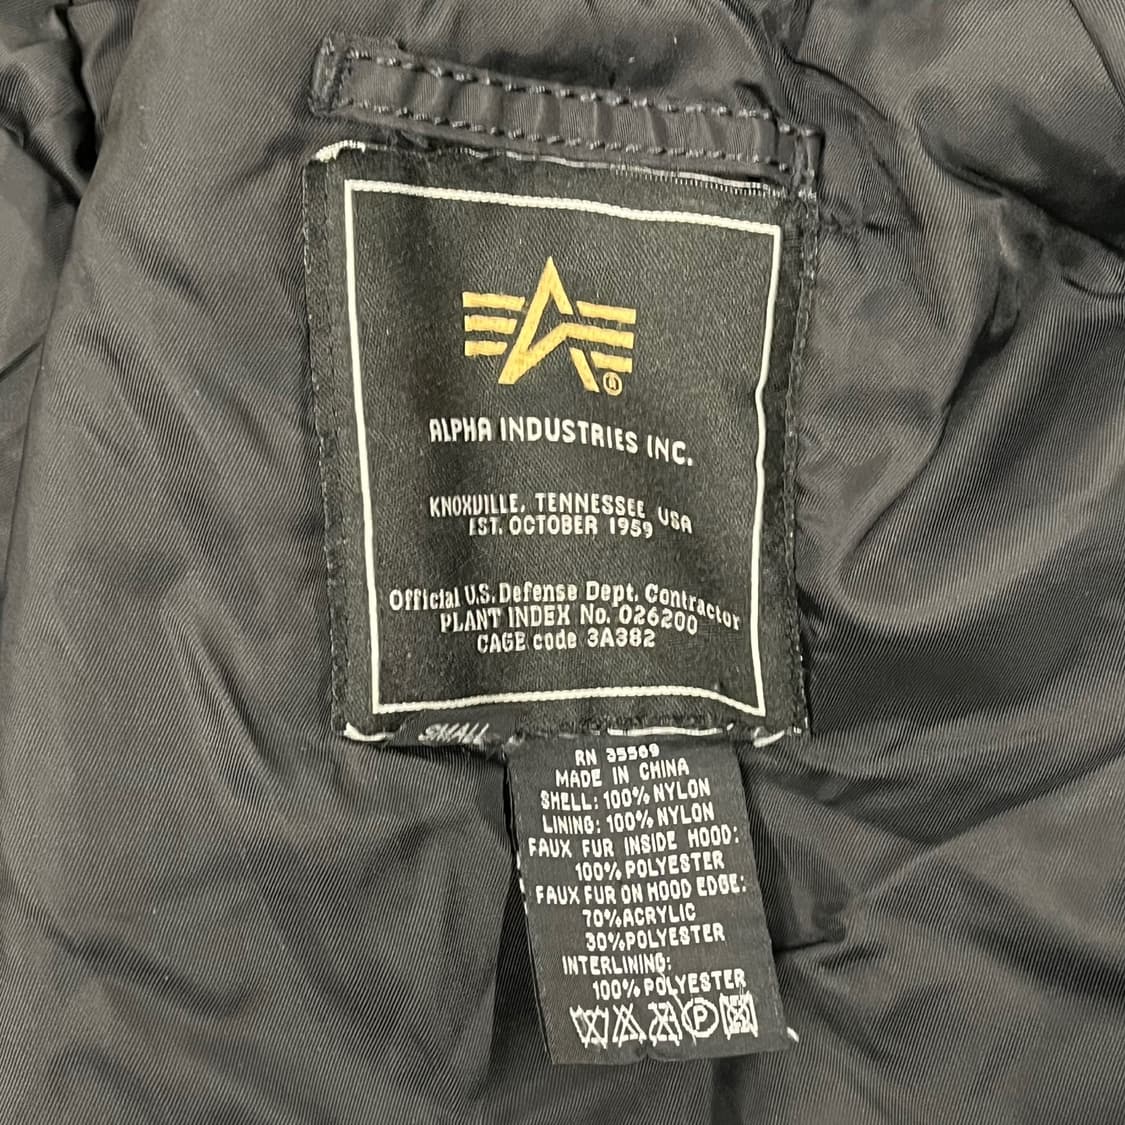 ALPHA INDUSTRIES INC.
KNOXVILLE, TENNESSEE USA
EST. OCTOBER 1959
Official U.S. Defense Dept. Contractor
PLANT INDEX No. 026200
CAGE code 3A382
SMALL
RN 35569
MADE IN CHINA
SHELL: 100% NYLON
LINING: 100% NYLON
FAUX FUR INSIDE HOOD:
100% POLYESTER
FAUX FUR ON HOOD EDGE:
70%ACRYLIC
30%POLYESTER
INTERLINING:
100% POLYESTER
P